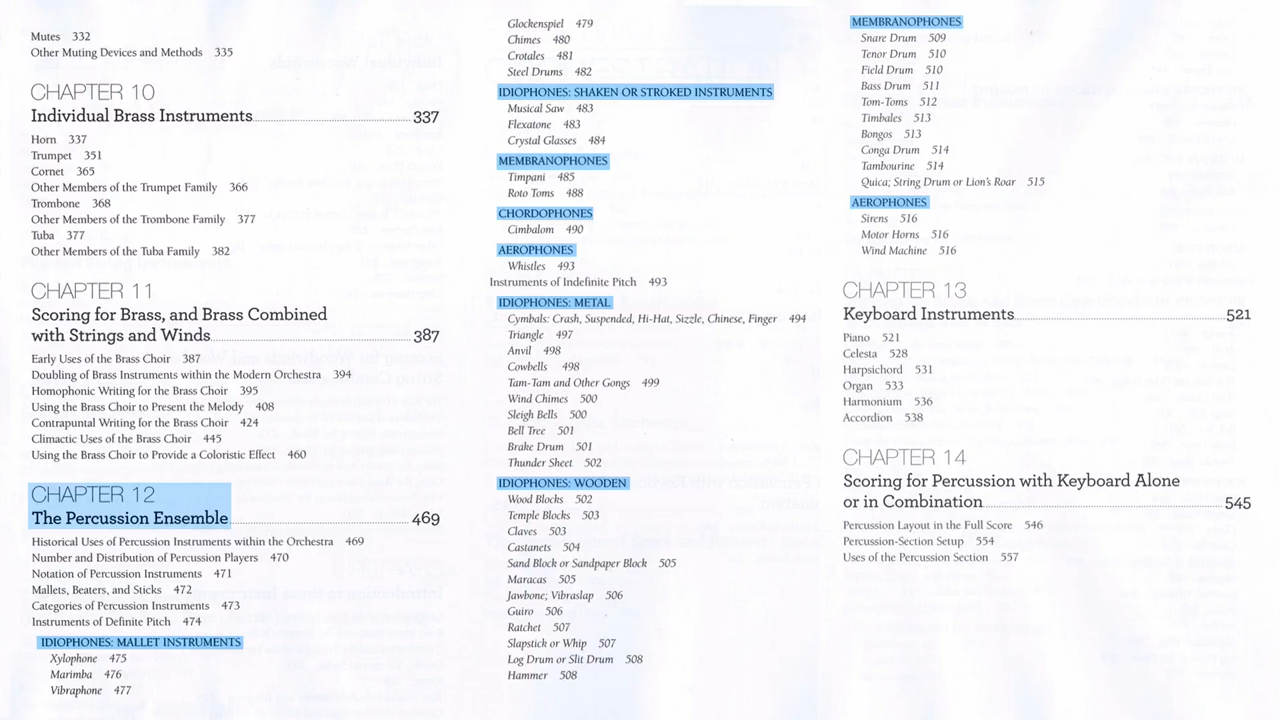 Mutes 332
Other Muting Devices and Methods 335
CHAPTER 10
Individual Brass Instruments 337
Horn 337
Trumpet 351
Cornet 365
Other Members of the Trumpet Family 366
Trombone 368
Other Members of the Trombone Family 377
Tuba 377
Other Members of the Tuba Family 382
CHAPTER 11
Scoring for Brass, and Brass Combined
with Strings and Winds 387
Early Uses of the Brass Choir 387
Doubling of Brass Instruments within the Modern Orchestra 394
Homophonic Writing for the Brass Choir 395
Using the Brass Choir to Present the Melody 408
Contrapuntal Writing for the Brass Choir 424
Climactic Uses of the Brass Choir 445
Using the Brass Choir to Provide a Coloristic Effect 460
CHAPTER 12
The Percussion Ensemble 469
Historical Uses of Percussion Instruments within the Orchestra 469
Number and Distribution of Percussion Players 470
Notation of Percussion Instruments 471
Mallets, Beaters, and Sticks 472
Categories of Percussion Instruments 473
Instruments of Definite Pitch 474
IDIOPHONES: MALLET INSTRUMENTS
Xylophone 475
Marimba 476
Vibraphone 477
Glockenspiel 479
Chimes 480
Crotales 481
Steel Drums 482
IDIOPHONES: SHAKEN OR STROKED INSTRUMENTS
Musical Saw 483
Flexatone 483
Crystal Glasses 484
MEMBRANOPHONES
Timpani 485
Roto Toms 488
CHORDOPHONES
Cimbalom 490
AEROPHONES
Whistles 493
Instruments of Indefinite Pitch 493
IDIOPHONES: METAL
Cymbals: Crash, Suspended, Hi-Hat, Sizzle, Chinese, Finger 494
Triangle 497
Anvil 498
Cowbells 498
Tam-Tam and Other Gongs 499
Wind Chimes 500
Sleigh Bells 500
Bell Tree 501
Brake Drum 501
Thunder Sheet 502
IDIOPHONES: WOODEN
Wood Blocks 502
Temple Blocks 503
Claves 503
Castanets 504
Sand Block or Sandpaper Block 505
Maracas 505
Jawbone; Vibraslap 506
Guiro 506
Ratchet 507
Slapstick or Whip 507
Log Drum or Slit Drum 508
Hammer 508
MEMBRANOPHONES
Snare Drum 509
Tenor Drum 510
Field Drum 510
Bass Drum 511
Tom-Toms 512
Timbales 513
Bongos 513
Conga Drum 514
Tambourine 514
Quica; String Drum or Lion's Roar 515
AEROPHONES
Sirens 516
Motor Horns 516
Wind Machine 516
CHAPTER 13
Keyboard Instruments 521
Piano 521
Celesta 528
Harpsichord 531
Organ 533
Harmonium 536
Accordion 538
CHAPTER 14
Scoring for Percussion with Keyboard Alone
or in Combination 545
Percussion Layout in the Full Score 546
Percussion-Section Setup 554
Uses of the Percussion Section 557